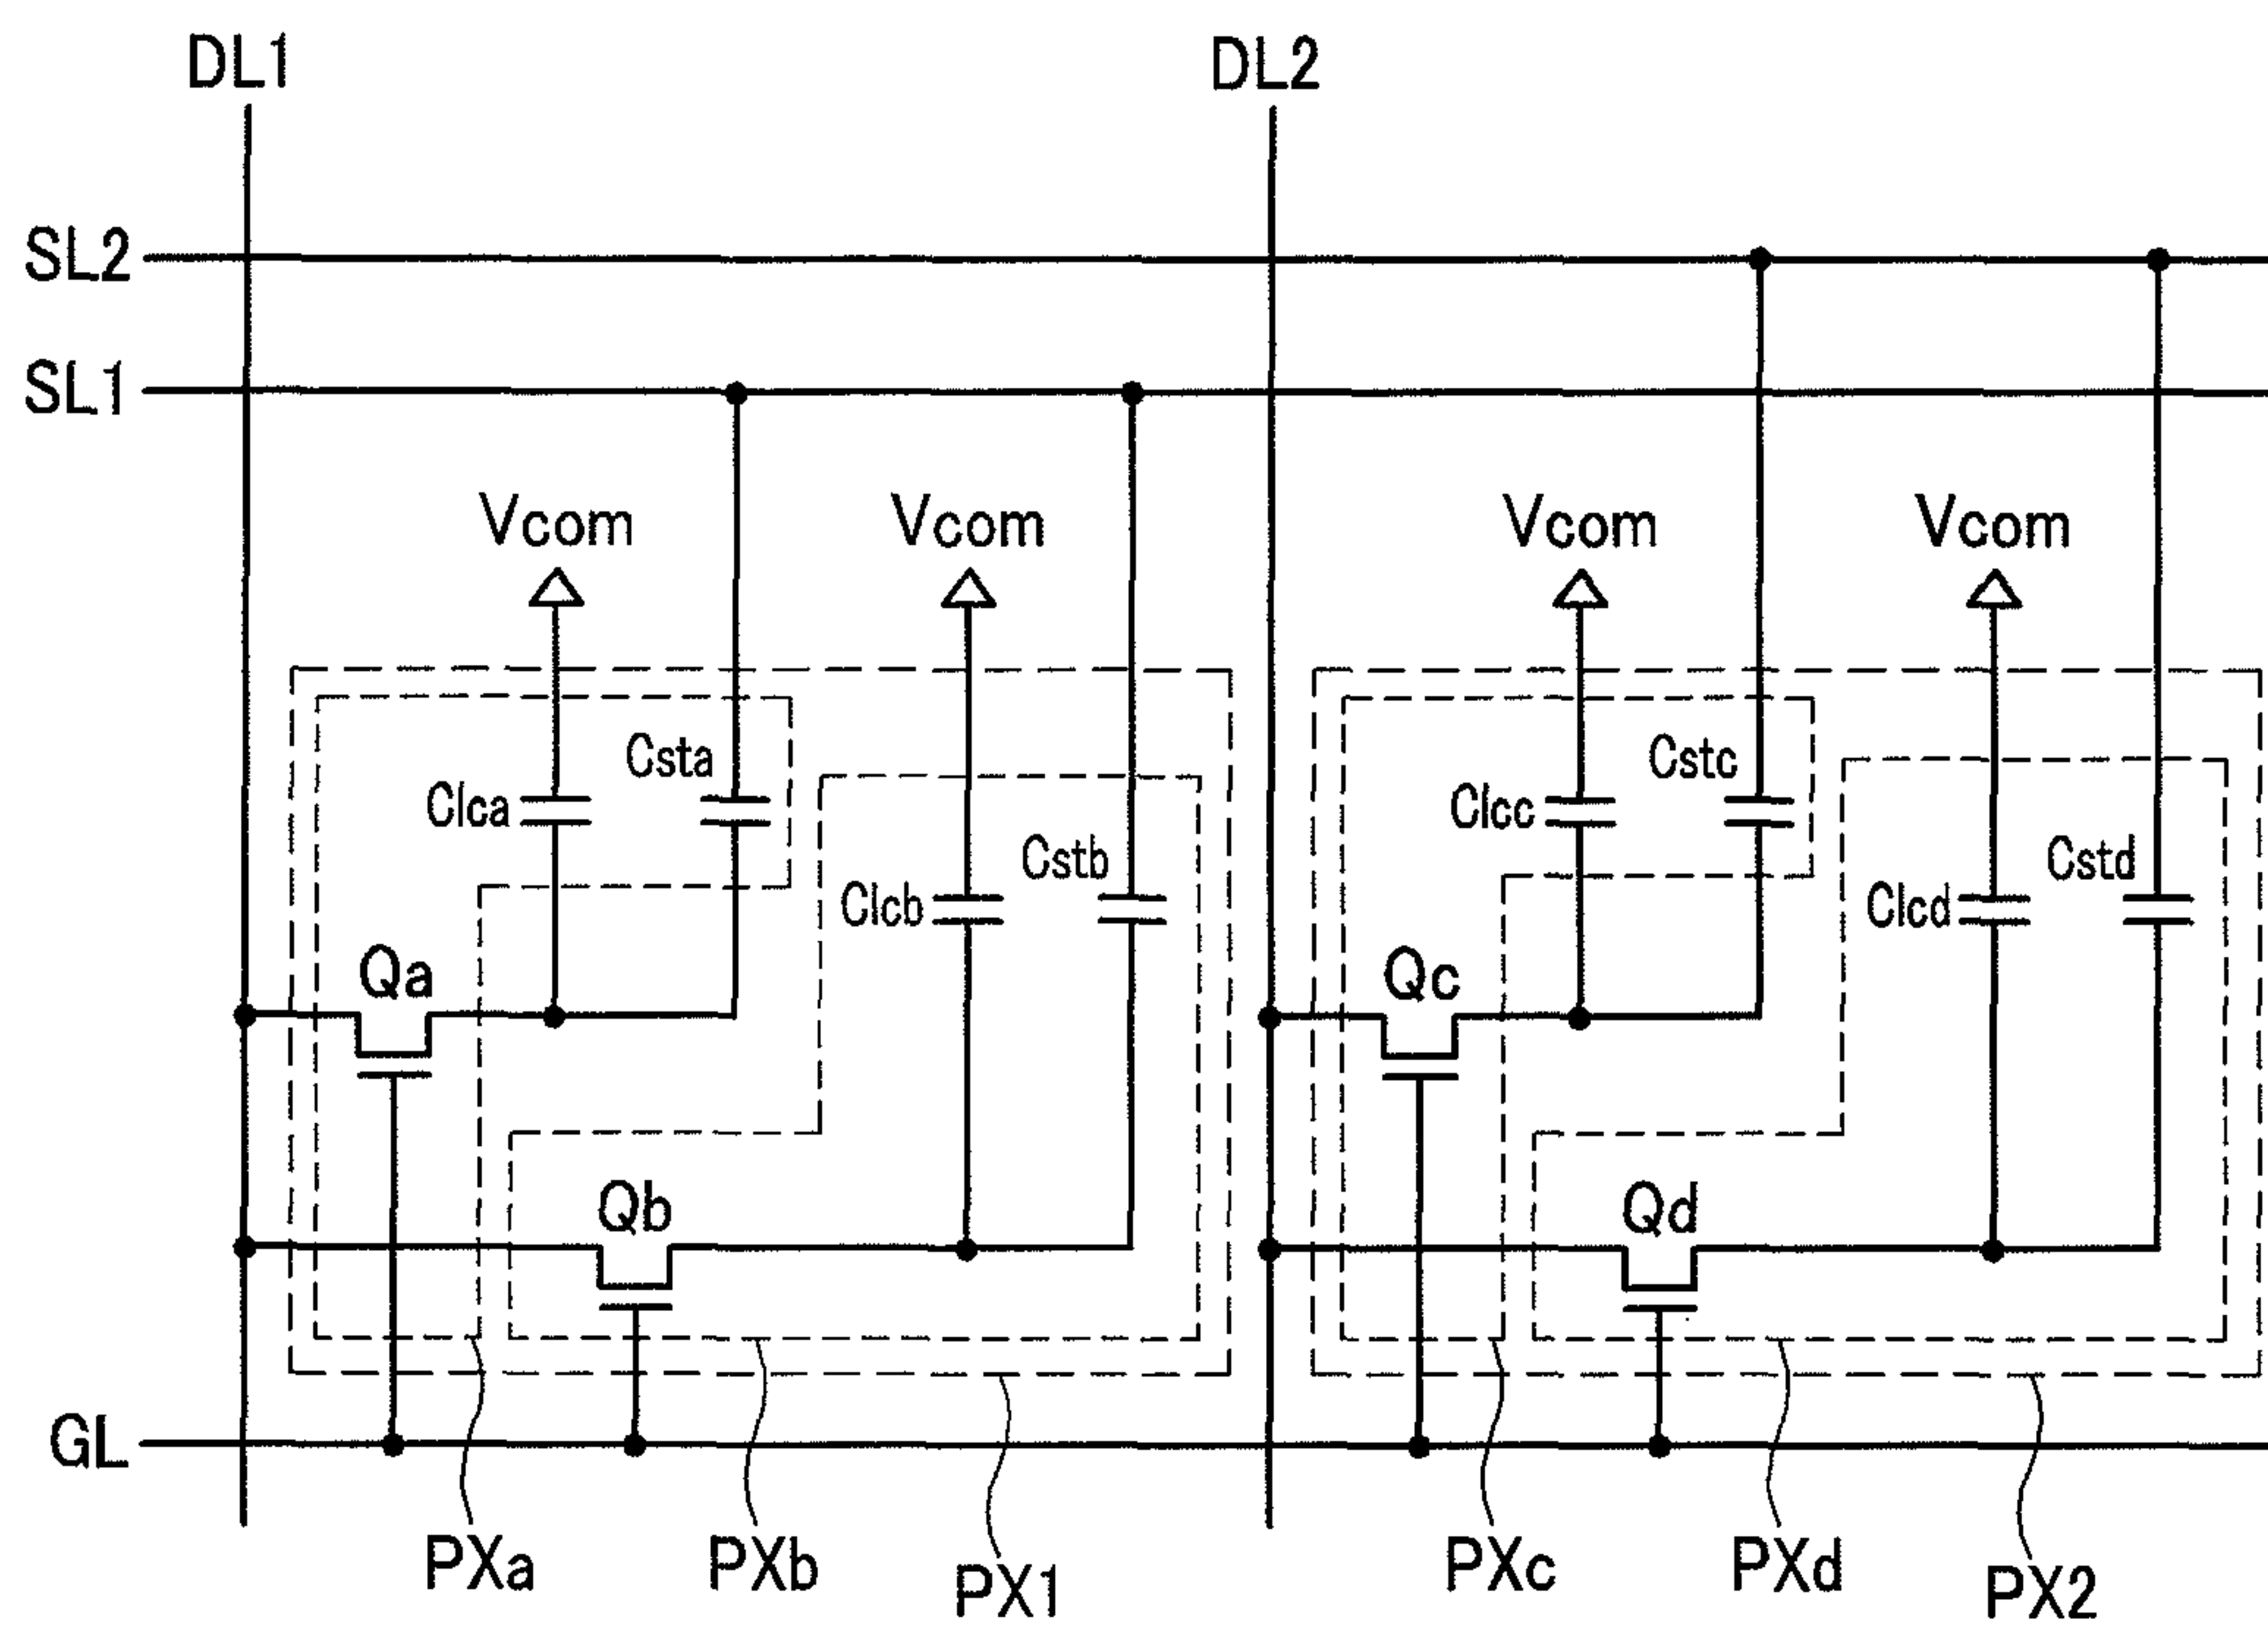 DL1
DL2
SL2
SL1
Vcom
Vcom
Vcom
Vcom
Csta
Cstc
Clca
Clcc
Cstb
Cstd
Clcb
Clcd
Qa
Qc
Qb
Qd
GL
PXa
PXb
PX1
PXc
PXd
PX2